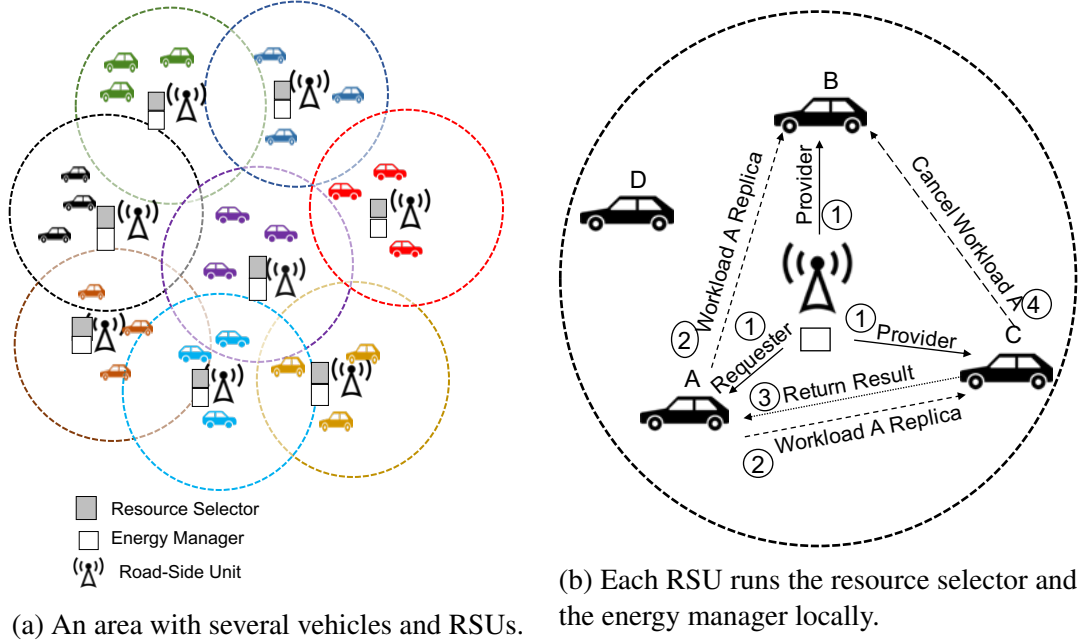 Resource Selector
Energy Manager
Road-Side Unit
(a) An area with several vehicles and RSUs.
B
D
Workload A Replica
Provider
①
Cancel Workload A
④
②
①
Requester
①
Provider
C
A
③ Return Result
Workload A Replica
②
(b) Each RSU runs the resource selector and
the energy manager locally.